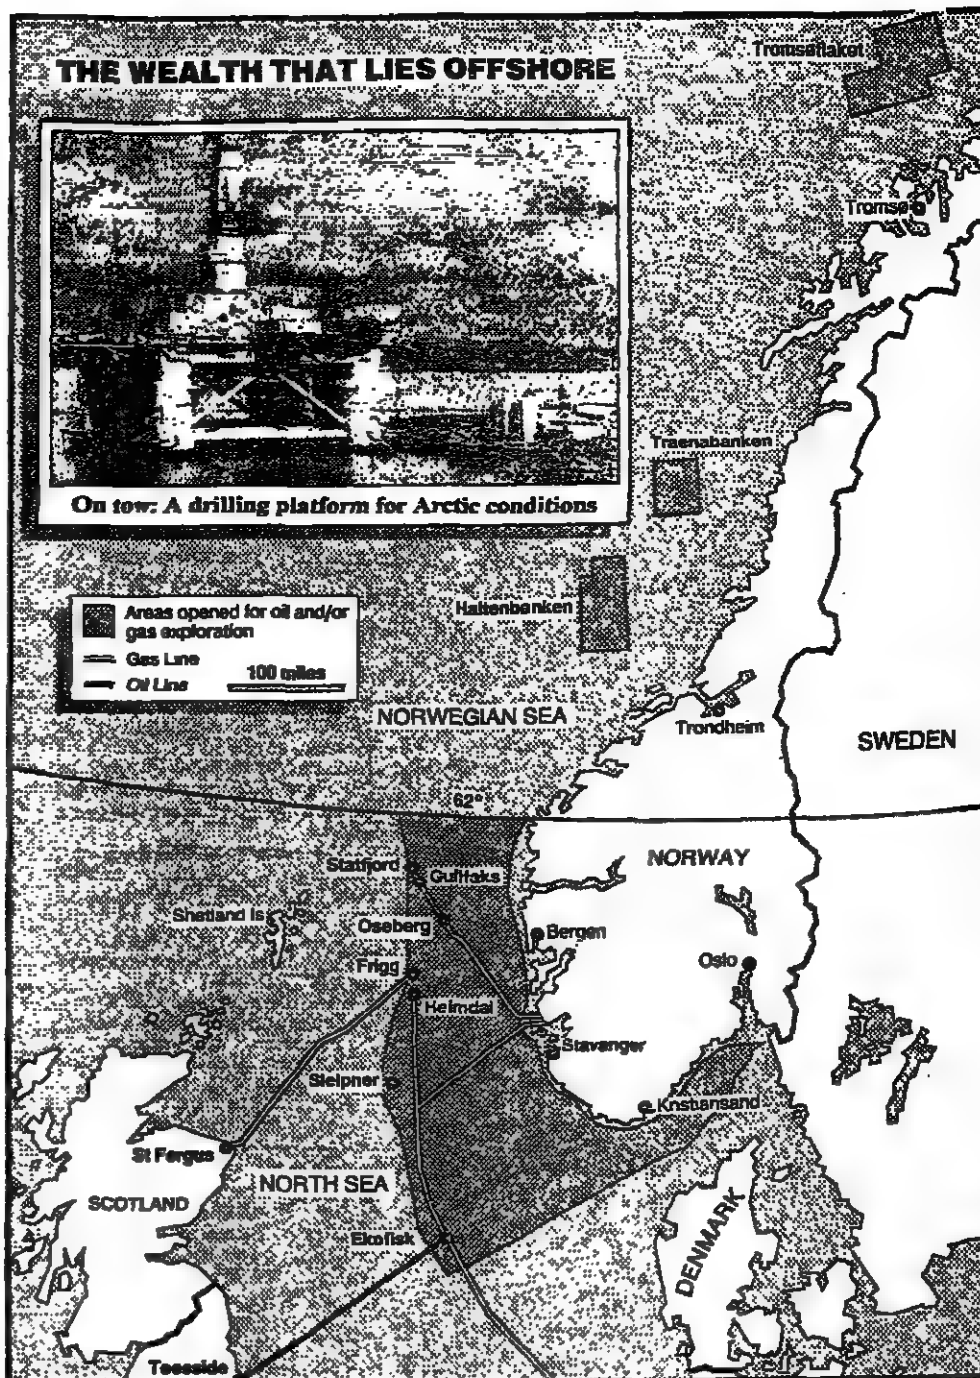 THE WEALTH THAT LIES OFFSHORE
Tromsøflaket
Tromsø
On tow: A drilling platform for Arctic conditions
Traenabanken
Haltenbanken
Areas opened for oil and/or
gas exploration
Gas Line
Oil Line
100 miles
NORWEGIAN SEA
Trondheim
SWEDEN
62°
Statfjord
Gullfaks
NORWAY
Shetland Is
Oseberg
Bergen
Frigg
Oslo
Heimdal
Stavanger
Sleipner
Kristiansand
St Fergus
NORTH SEA
SCOTLAND
Ekofisk
DENMARK
Teesside